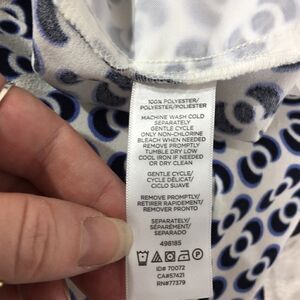 100% POLYESTER/
POLYESTER/POLIÉSTER
MACHINE WASH COLD
SEPARATELY
GENTLE CYCLE
ONLY NON-CHLORINE
BLEACH WHEN NEEDED
REMOVE PROMPTLY
TUMBLE DRY LOW
COOL IRON IF NEEDED
OR DRY CLEAN
GENTLE CYCLE/
CYCLE DÉLICAT/
CICLO SUAVE
REMOVE PROMPTLY/
RETIRER RAPIDEMENT/
REMOVER PRONTO
SEPARATELY/
SÉPARÉMENT/
SEPARADO
498185
ID# 70072
CA#57421
RN#77379